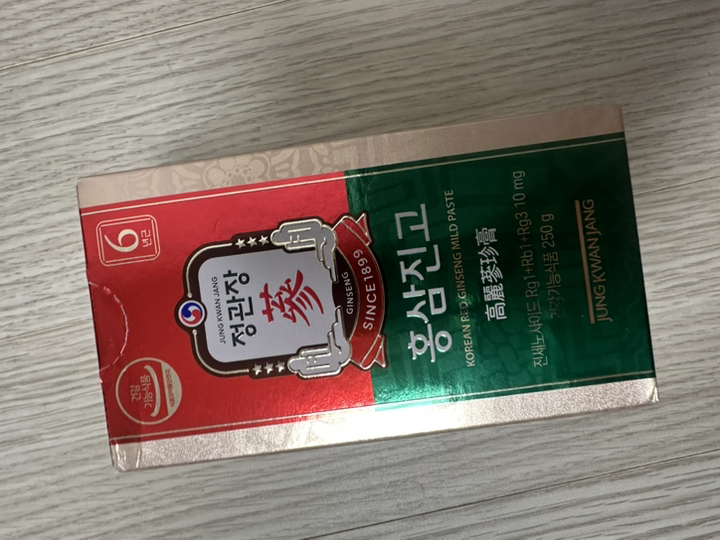 6
년근
건강
기능식품
JUNG KWAN JANG
정관장
蔘
GINSENG
SINCE 1899
홍삼진고
KOREAN RED GINSENG MILD PASTE
高麗蔘珍膏
진세노사이드 Rg1+Rb1+Rg3 10 mg
건강기능식품 250 g
JUNG KWAN JANG